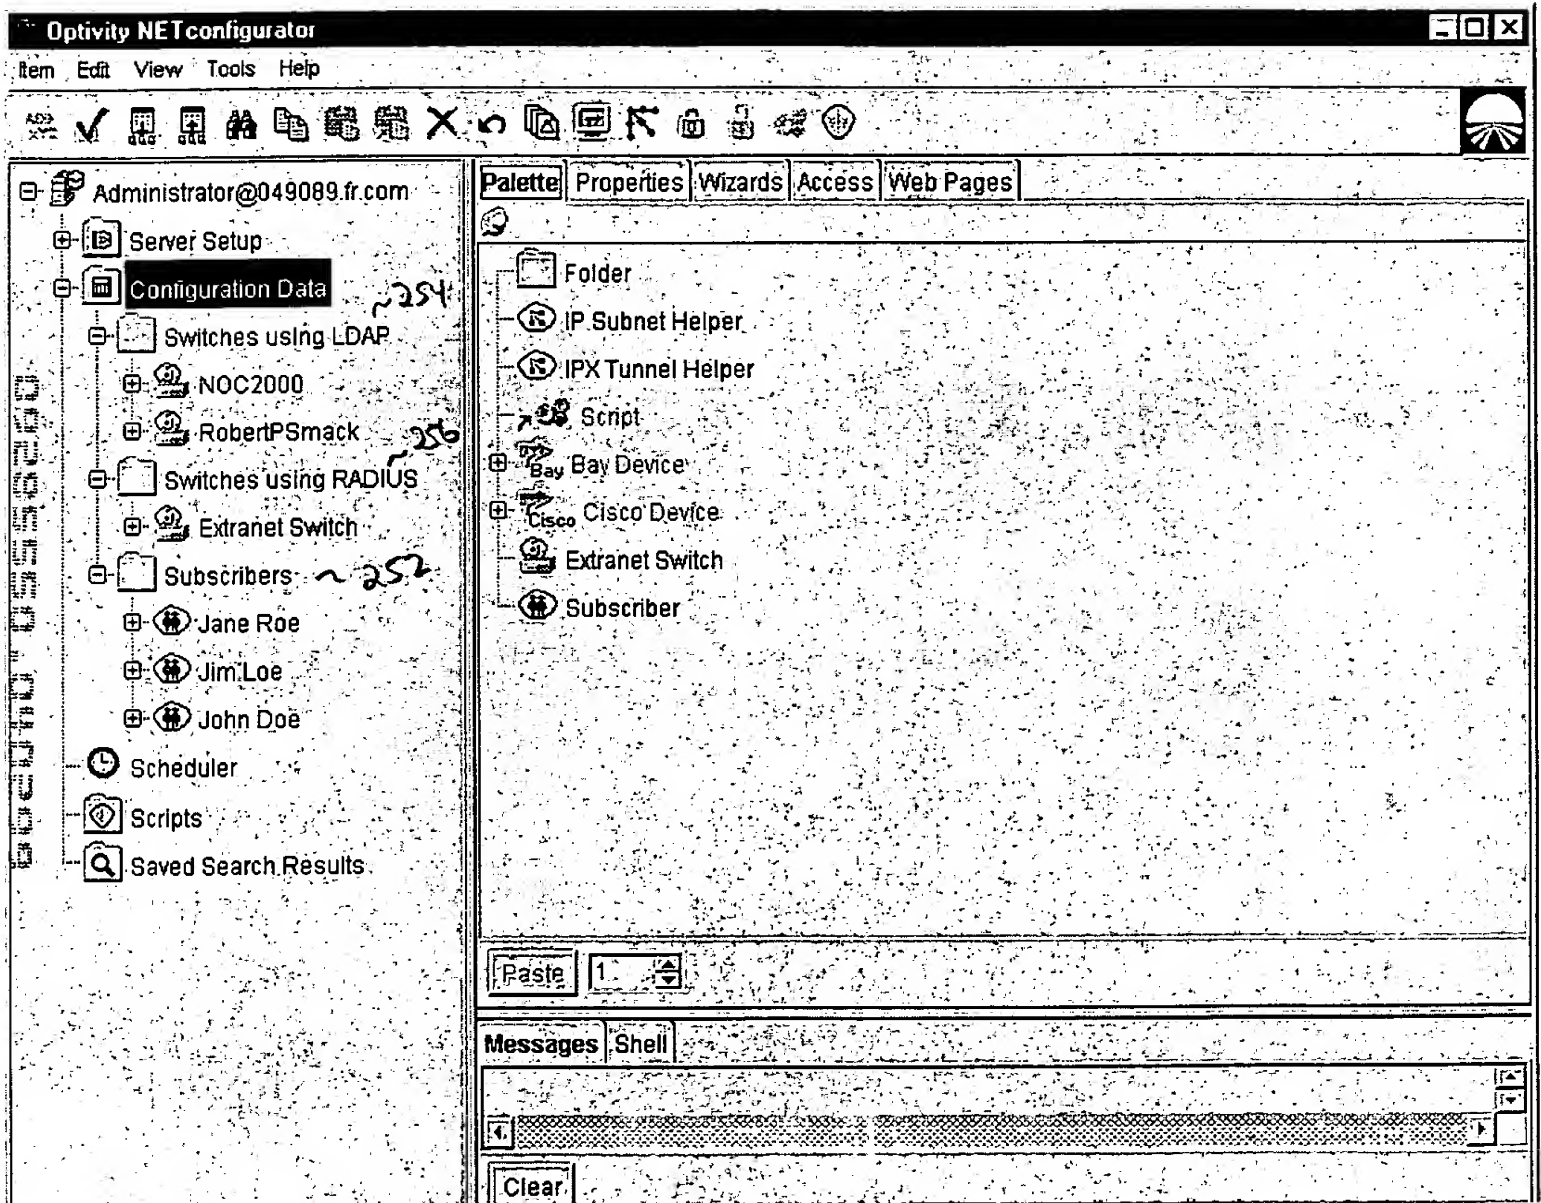 Optivity NETconfigurator
Item Edit View Tools Help
Administrator@049089.fr.com
Server Setup
Configuration Data
~254
Switches using LDAP
NOC2000
RobertPSmack
~256
Switches using RADIUS
Extranet Switch
Subscribers ~252
Jane Roe
Jim Loe
John Doe
Scheduler
Scripts
Saved Search Results
Palette Properties Wizards Access Web Pages
Folder
IP Subnet Helper
IPX Tunnel Helper
Script
Bay Bay Device
Cisco Cisco Device
Extranet Switch
Subscriber
Paste 1
Messages Shell
Clear